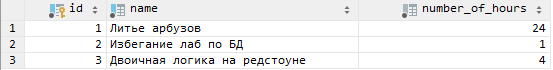 id name number_of_hours
1 1 Литье арбузов 24
2 2 Избегание лаб по БД 1
3 3 Двоичная логика на редстоуне 4